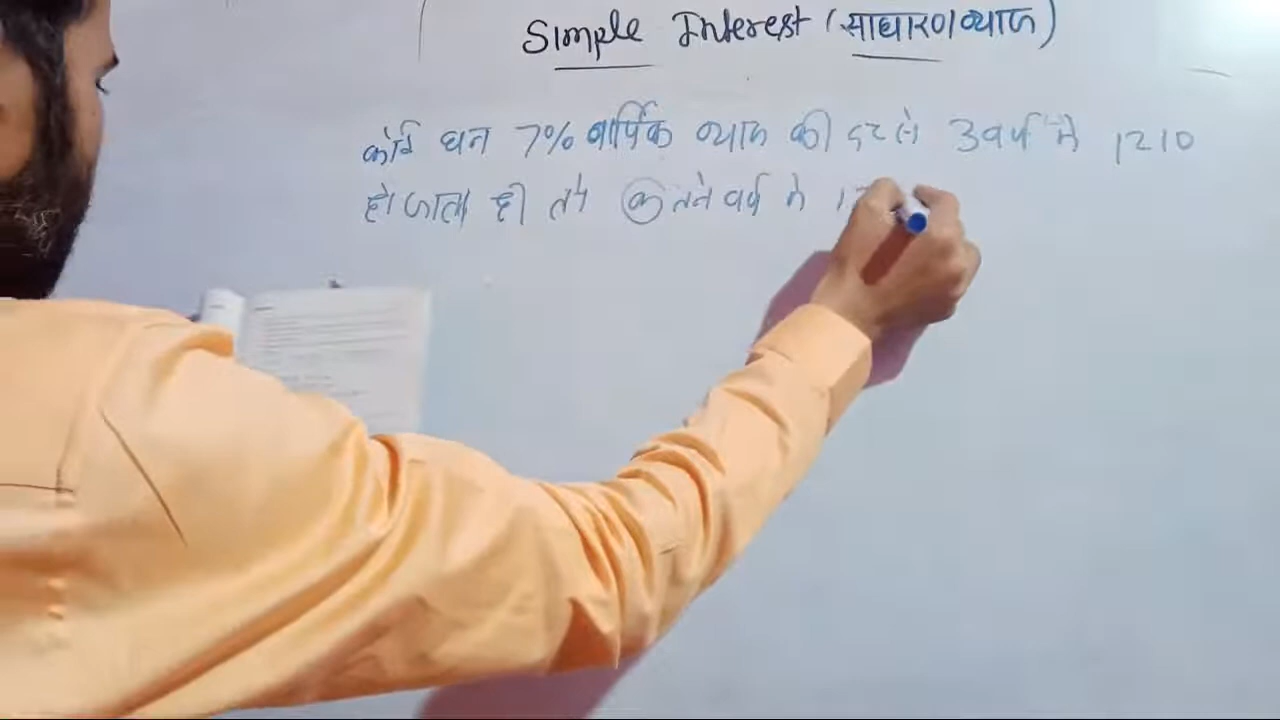 Simple Interest (साधारण ब्याज)
कोई धन 7% वार्षिक ब्याज की दर से 3 वर्ष मे 1210
हो जाता है तो कितने वर्ष मे